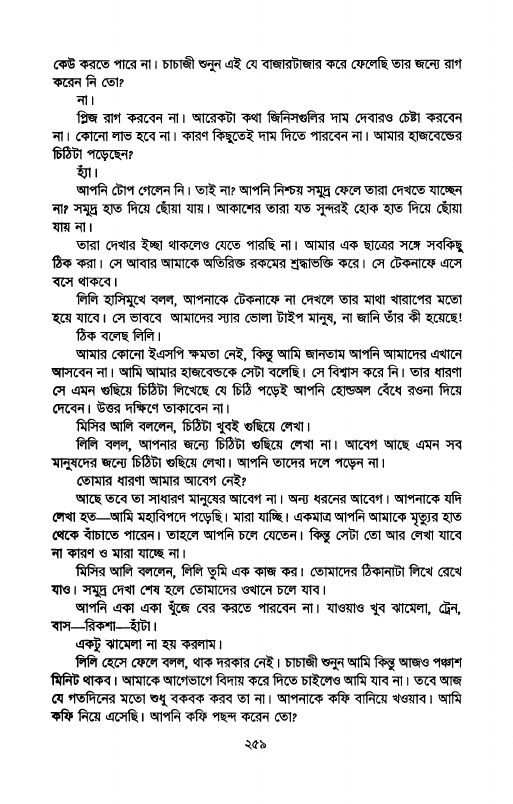 কেউ করতে পারে না। চাচাজী শুনুন এই যে বাজারটাজার করে ফেলেছি তার জন্যে রাগ
করেন নি তো?
না।
প্লিজ রাগ করবেন না। আরেকটা কথা জিনিসগুলির দাম দেবারও চেষ্টা করবেন
না। কোনো লাভ হবে না। কারণ কিছুতেই দাম দিতে পারবেন না। আমার হাজবেন্ডের
চিঠিটা পড়েছেন?
হ্যাঁ।
আপনি টোপ গেলেন নি। তাই না? আপনি নিশ্চয় সমুদ্র ফেলে তারা দেখতে যাচ্ছেন
না? সমুদ্র হাত দিয়ে ছোঁয়া যায়। আকাশের তারা যত সুন্দরই হোক হাত দিয়ে ছোঁয়া
যায় না।
তারা দেখার ইচ্ছা থাকলেও যেতে পারছি না। আমার এক ছাত্রের সঙ্গে সবকিছু
ঠিক করা। সে আবার আমাকে অতিরিক্ত রকমের শ্রদ্ধাভক্তি করে। সে টেকনাফে এসে
বসে থাকবে।
লিলি হাসিমুখে বলল, আপনাকে টেকনাফে না দেখলে তার মাথা খারাপের মতো
হয়ে যাবে। সে ভাববে আমাদের স্যার ভোলা টাইপ মানুষ, না জানি তাঁর কী হয়েছে!
ঠিক বলেছ লিলি।
আমার কোনো ইএসপি ক্ষমতা নেই, কিন্তু আমি জানতাম আপনি আমাদের এখানে
আসবেন না। আমি আমার হাজবেন্ডকে সেটা বলেছি। সে বিশ্বাস করে নি। তার ধারণা
সে এমন গুছিয়ে চিঠিটা লিখেছে যে চিঠি পড়েই আপনি হোল্ডঅল বেঁধে রওনা দিয়ে
দেবেন। উত্তর দক্ষিণে তাকাবেন না।
মিসির আলি বললেন, চিঠিটা খুবই গুছিয়ে লেখা।
লিলি বলল, আপনার জন্যে চিঠিটা গুছিয়ে লেখা না। আবেগ আছে এমন সব
মানুষদের জন্যে চিঠিটা গুছিয়ে লেখা। আপনি তাদের দলে পড়েন না।
তোমার ধারণা আমার আবেগ নেই?
আছে তবে তা সাধারণ মানুষের আবেগ না। অন্য ধরনের আবেগ। আপনাকে যদি
লেখা হত—আমি মহাবিপদে পড়েছি। মারা যাচ্ছি। একমাত্র আপনি আমাকে মৃত্যুর হাত
থেকে বাঁচাতে পারেন। তাহলে আপনি চলে যেতেন। কিন্তু সেটা তো আর লেখা যাবে
না কারণ ও মারা যাচ্ছে না।
মিসির আলি বললেন, লিলি তুমি এক কাজ কর। তোমাদের ঠিকানাটা লিখে রেখে
যাও। সমুদ্র দেখা শেষ হলে তোমাদের ওখানে চলে যাব।
আপনি একা একা খুঁজে বের করতে পারবেন না। যাওয়াও খুব ঝামেলা, ট্রেন,
বাস—রিকশা—হাঁটা।
একটু ঝামেলা না হয় করলাম।
লিলি হেসে ফেলে বলল, থাক দরকার নেই। চাচাজী শুনুন আমি কিন্তু আজও পঞ্চাশ
মিনিট থাকব। আমাকে আগেভাগে বিদায় করে দিতে চাইলেও আমি যাব না। তবে আজ
যে গতদিনের মতো শুধু বকবক করব তা না। আপনাকে কফি বানিয়ে খওয়াব। আমি
কফি নিয়ে এসেছি। আপনি কফি পছন্দ করেন তো?
২৫৯